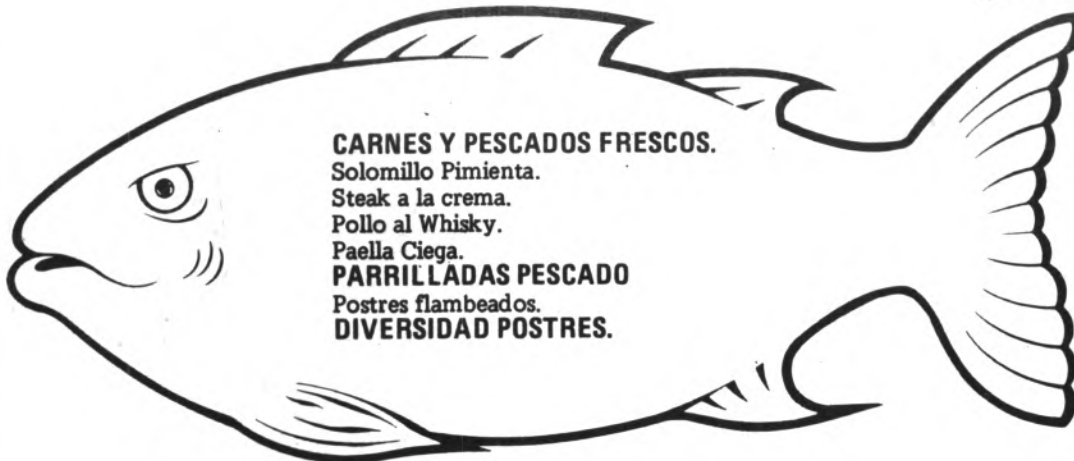 CARNES Y PESCADOS FRESCOS.
Solomillo Pimienta.
Steak a la crema.
Pollo al Whisky.
Paella Ciega.
PARRILLADAS PESCADO
Postres flambeados.
DIVERSIDAD POSTRES.